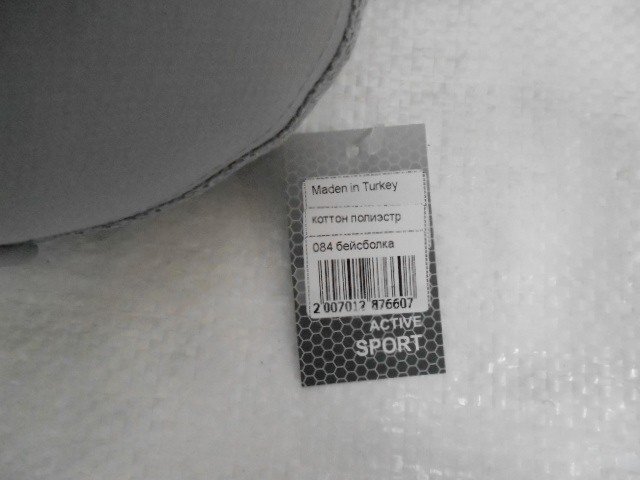 Maden in Turkey
коттон полиэстр
084 бейсболка
2 007012 876607
ACTIVE
SPORT